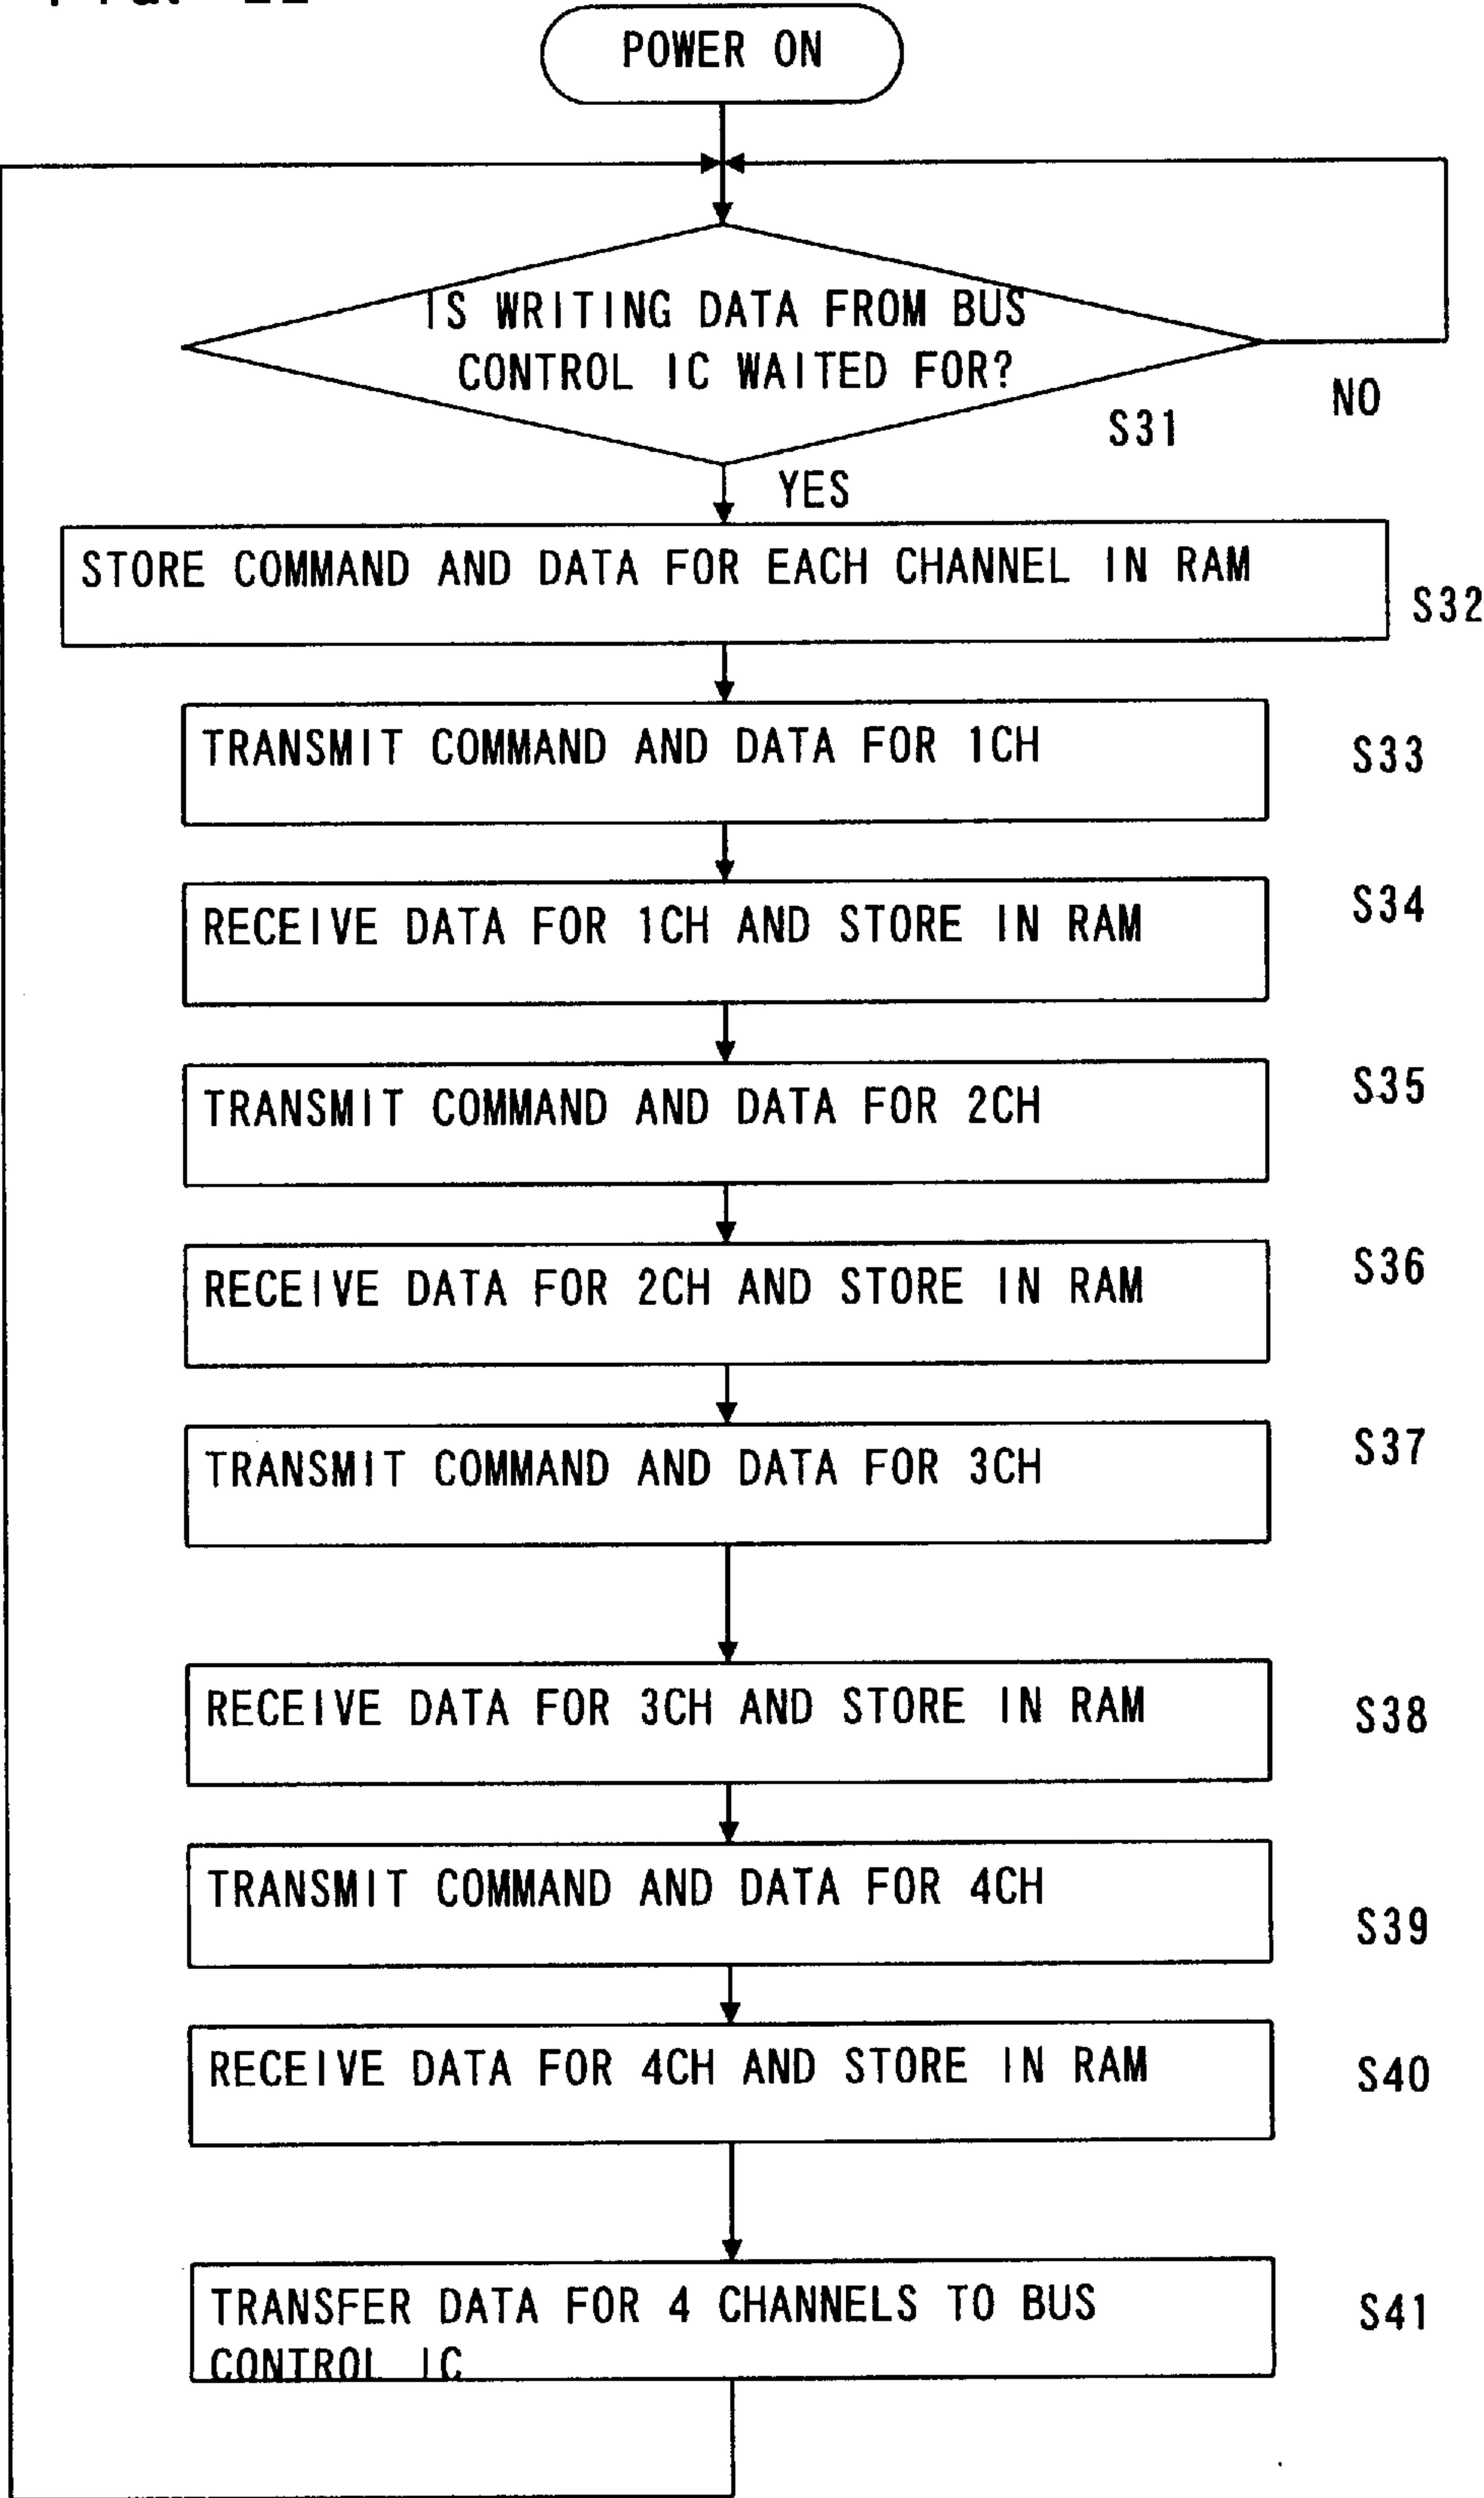 POWER ON
IS WRITING DATA FROM BUS
CONTROL IC WAITED FOR?
NO
S31
YES
STORE COMMAND AND DATA FOR EACH CHANNEL IN RAM
S32
TRANSMIT COMMAND AND DATA FOR 1CH
S33
RECEIVE DATA FOR 1CH AND STORE IN RAM
S34
TRANSMIT COMMAND AND DATA FOR 2CH
S35
RECEIVE DATA FOR 2CH AND STORE IN RAM
S36
TRANSMIT COMMAND AND DATA FOR 3CH
S37
RECEIVE DATA FOR 3CH AND STORE IN RAM
S38
TRANSMIT COMMAND AND DATA FOR 4CH
S39
RECEIVE DATA FOR 4CH AND STORE IN RAM
S40
TRANSFER DATA FOR 4 CHANNELS TO BUS
CONTROL IC
S41